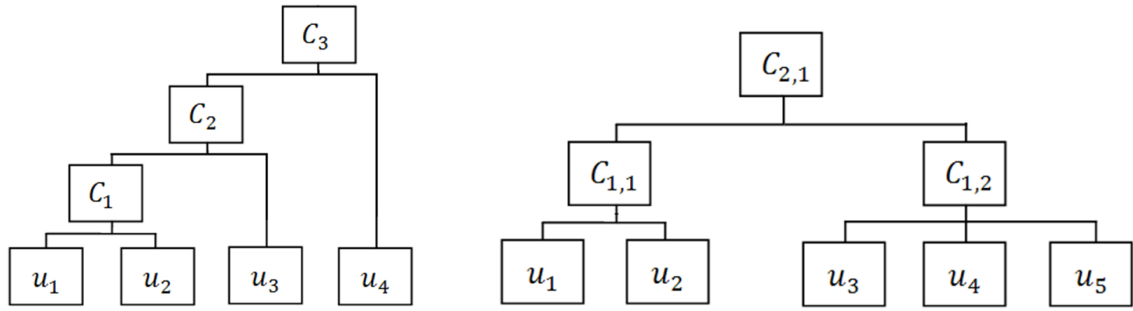 C₃
C₂
C₁
u₁ u₂ u₃ u₄
C₂,₁
C₁,₁ C₁,₂
u₁ u₂ u₃ u₄ u₅